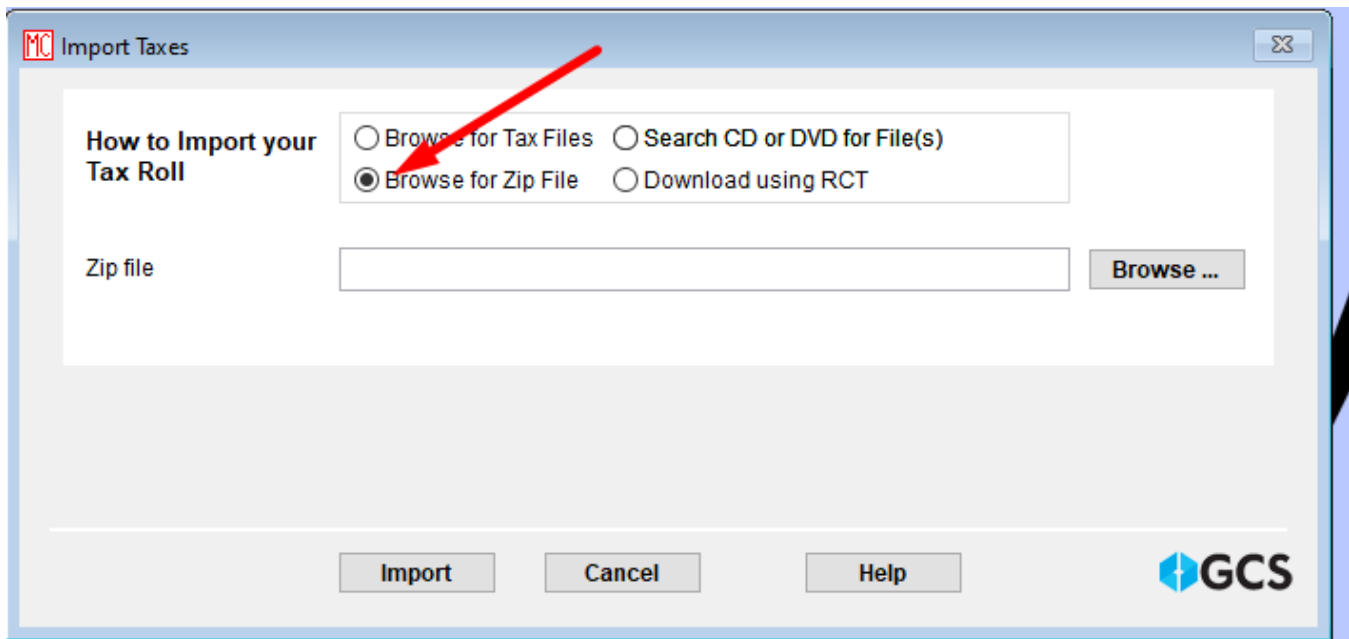 MC Import Taxes
How to Import your
Tax Roll
Browse for Tax Files Search CD or DVD for File(s)
Browse for Zip File Download using RCT
Zip file Browse ...
Import Cancel Help GCS